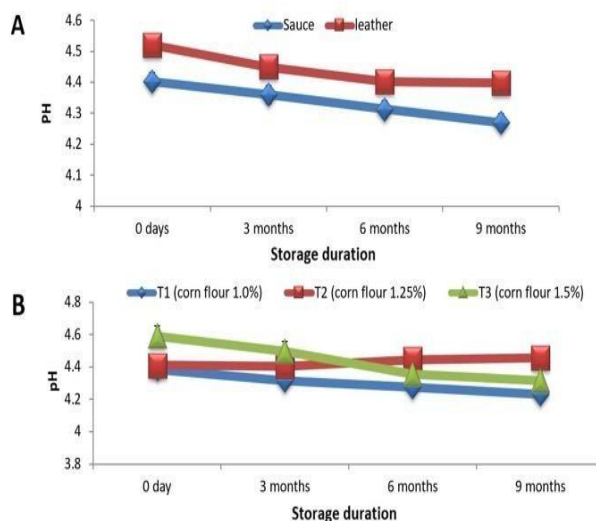 A
Sauce leather
4.6
4.5
4.4
4.3
4.2
4.1
4
PH
0 days 3 months 6 months 9 months
Storage duration
B
T1 (corn flour 1.0%) T2 (corn flour 1.25%) T3 (corn flour 1.5%)
4.8
4.6
4.4
4.2
4
3.8
pH
0 day 3 months 6 months 9 months
Storage duration